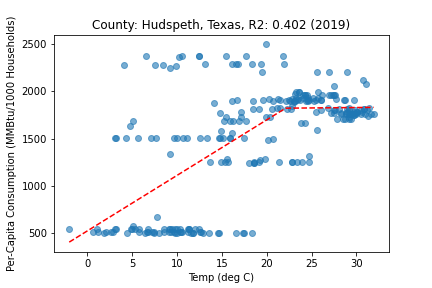 County: Hudspeth, Texas, R2: 0.402 (2019)
Per-Capita Consumption (MMBtu/1000 Households)
2500
2000
1500
1000
500
0 5 10 15 20 25 30
Temp (deg C)